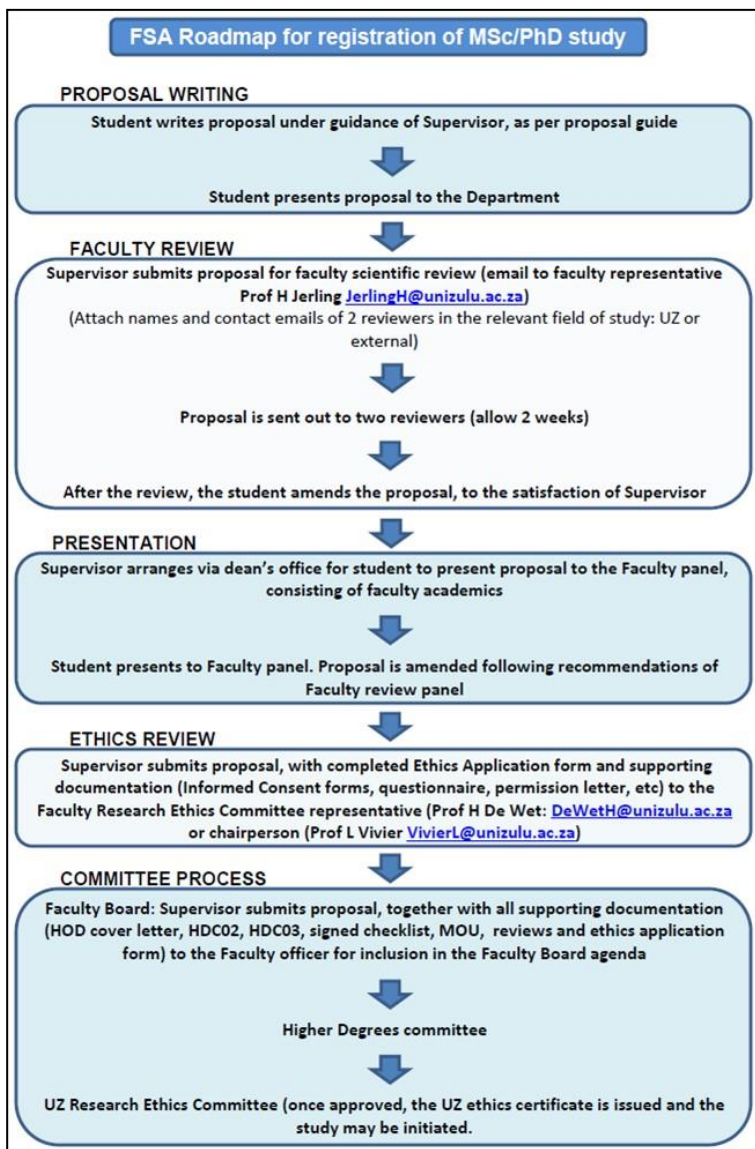 FSA Roadmap for registration of MSc/PhD study
PROPOSAL WRITING
Student writes proposal under guidance of Supervisor, as per proposal guide
Student presents proposal to the Department
FACULTY REVIEW
Supervisor submits proposal for faculty scientific review (email to faculty representative
Prof H Jerling JerlingH@unizulu.ac.za)
(Attach names and contact emails of 2 reviewers in the relevant field of study: UZ or
external)
Proposal is sent out to two reviewers (allow 2 weeks)
After the review, the student amends the proposal, to the satisfaction of Supervisor
PRESENTATION
Supervisor arranges via dean's office for student to present proposal to the Faculty panel,
consisting of faculty academics
Student presents to Faculty panel. Proposal is amended following recommendations of
Faculty review panel
ETHICS REVIEW
Supervisor submits proposal, with completed Ethics Application form and supporting
documentation (Informed Consent forms, questionnaire, permission letter, etc) to the
Faculty Research Ethics Committee representative (Prof H De Wet: DeWetH@unizulu.ac.za
or chairperson (Prof L Vivier VivierL@unizulu.ac.za)
COMMITTEE PROCESS
Faculty Board: Supervisor submits proposal, together with all supporting documentation
(HOD cover letter, HDC02, HDC03, signed checklist, MOU, reviews and ethics application
form) to the Faculty officer for inclusion in the Faculty Board agenda
Higher Degrees committee
UZ Research Ethics Committee (once approved, the UZ ethics certificate is issued and the
study may be initiated.